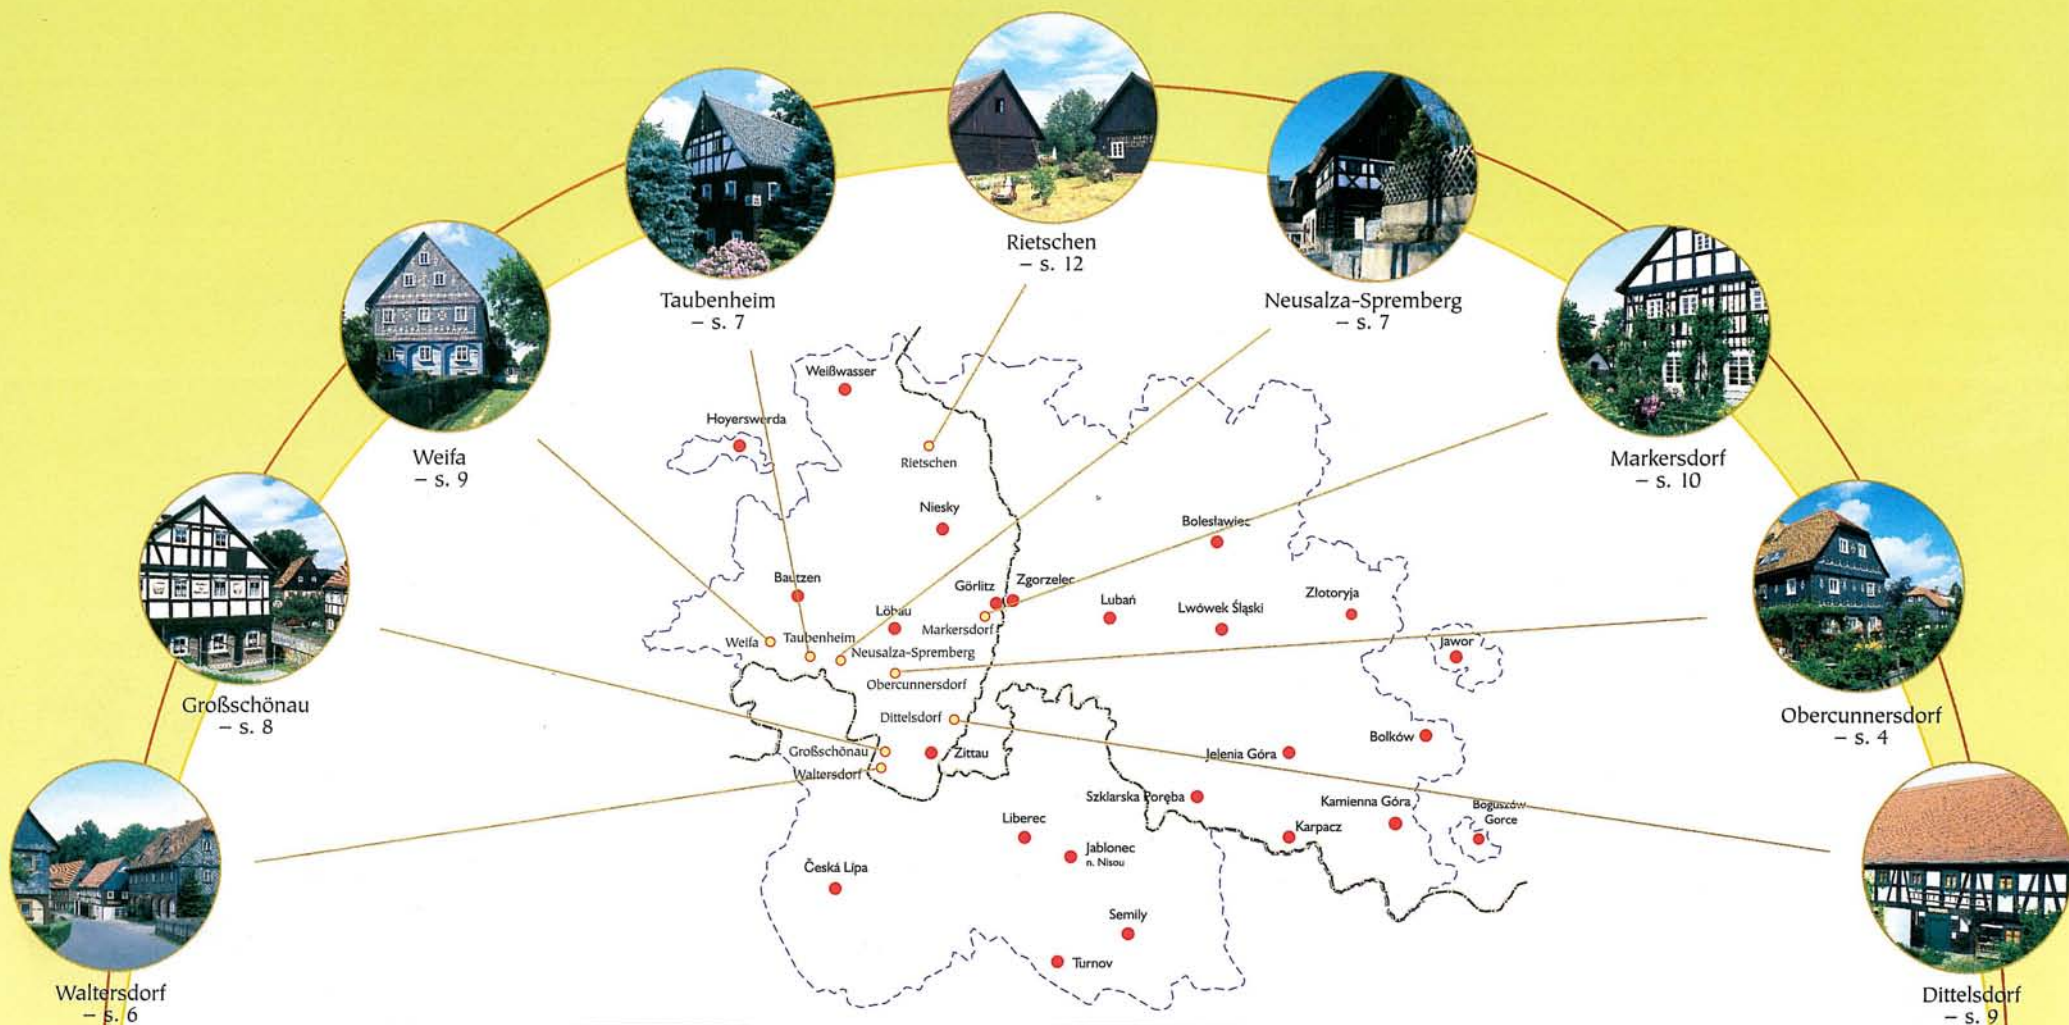 Rietschen
– s. 12
Taubenheim
– s. 7
Neusalza-Spremberg
– s. 7
Weifa
– s. 9
Markersdorf
– s. 10
Großschönau
– s. 8
Obercunnersdorf
– s. 4
Waltersdorf
– s. 6
Dittelsdorf
– s. 9
Weißwasser
Hoyerswerda
Rietschen
Niesky
Bolesławiec
Bautzen
Görlitz
Zgorzelec
Löbau
Lubań
Lwówek Śląski
Złotoryja
Markersdorf
Weifa
Taubenheim
Neusalza-Spremberg
Jawor
Obercunnersdorf
Dittelsdorf
Bolków
Großschönau
Zittau
Jelenia Góra
Waltersdorf
Szklarska Poręba
Kamienna Góra
Boguszów
Gorce
Liberec
Karpacz
Jablonec
n. Nisou
Česká Lípa
Semily
Turnov